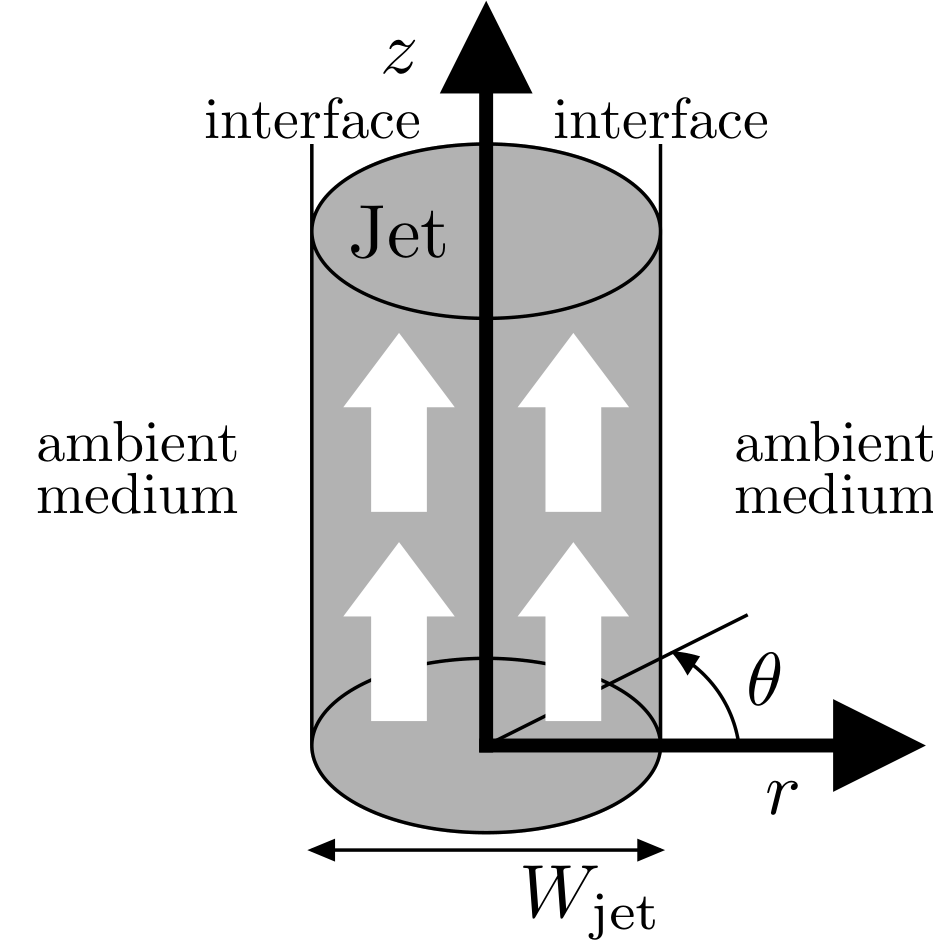 z
interface interface
Jet
ambient
medium
ambient
medium
θ
r
W_jet